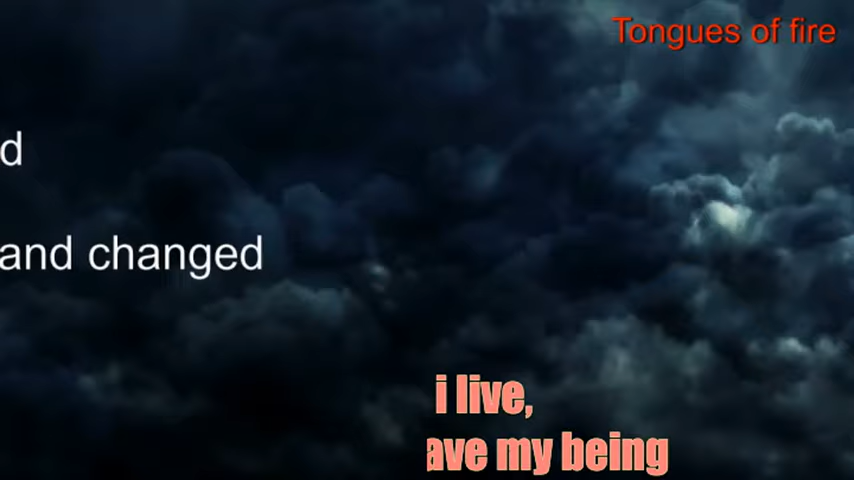 Tongues of fire
d
and changed
i live,
ave my being